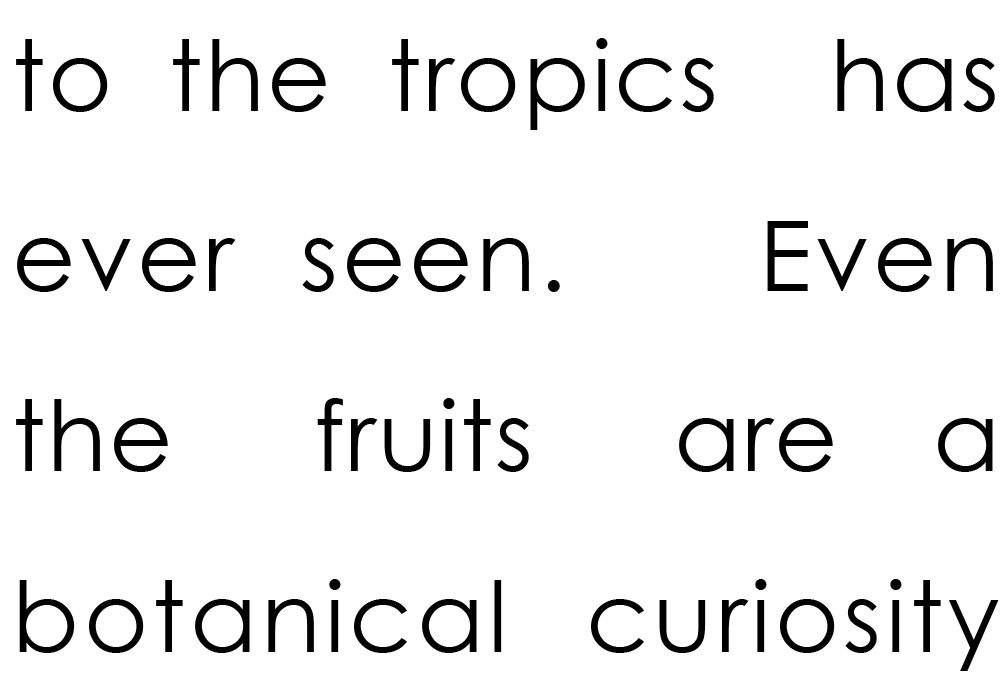 to the tropics has
ever seen. Even
the fruits are a
botanical curiosity